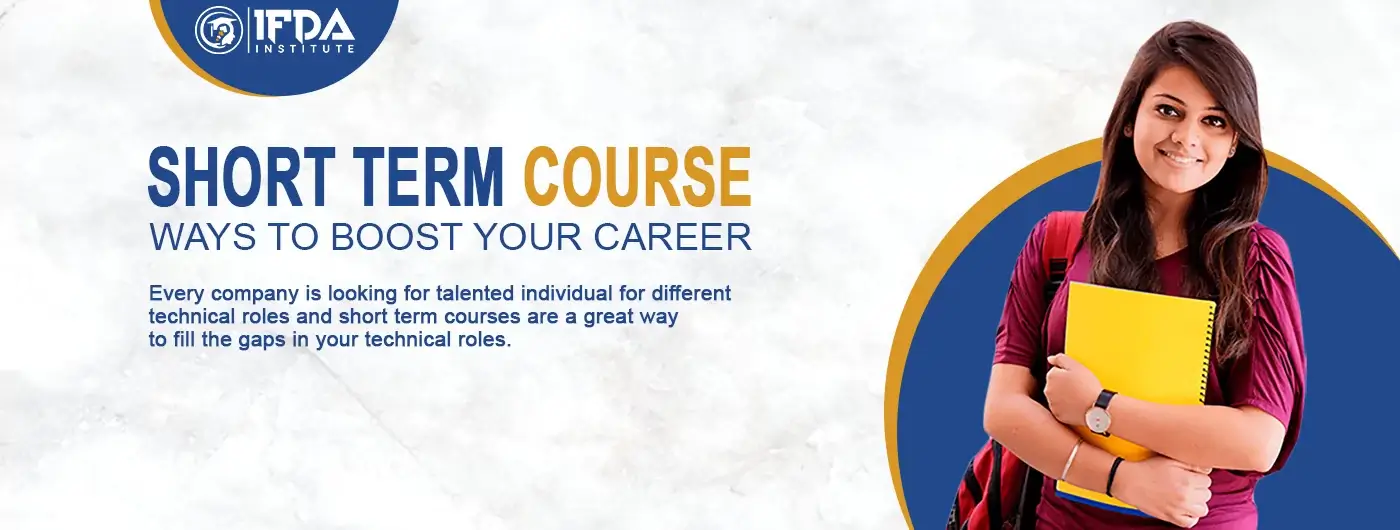 IFDA
INSTITUTE
SHORT TERM COURSE
WAYS TO BOOST YOUR CAREER
Every company is looking for talented individual for different
technical roles and short term courses are a great way
to fill the gaps in your technical roles.